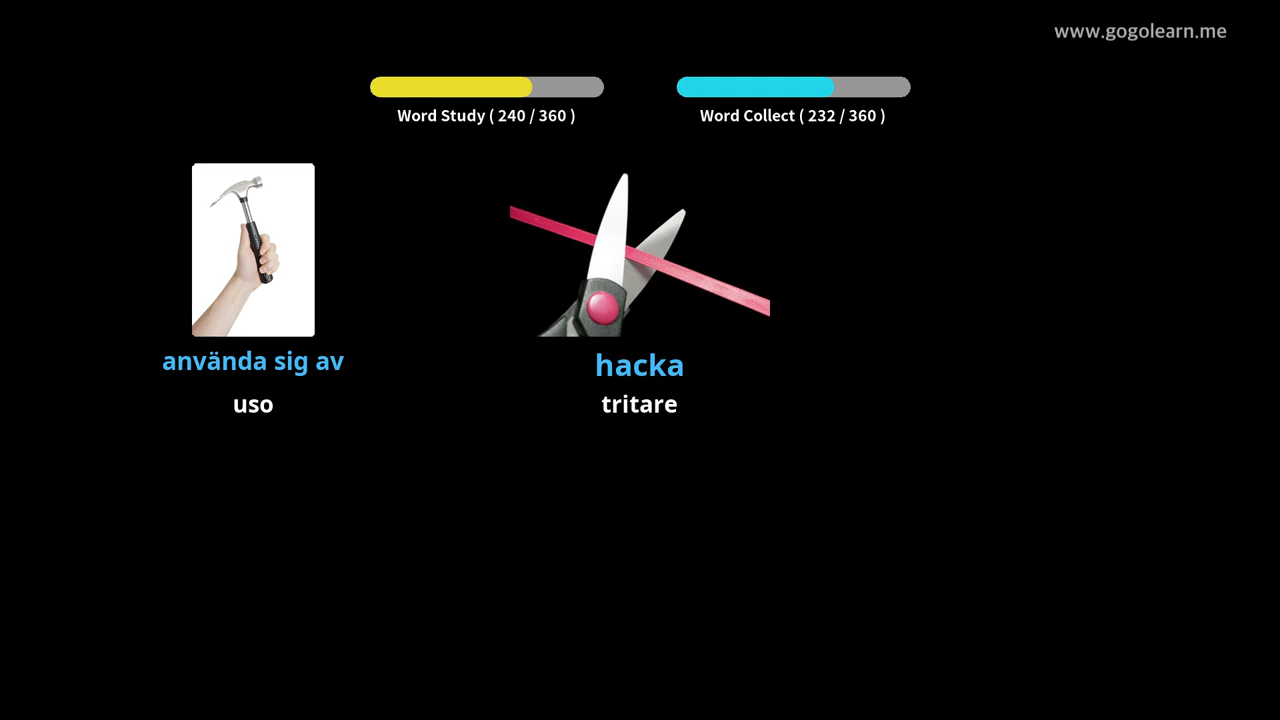 www.gogolearn.me
Word Study ( 240 / 360 )
Word Collect ( 232 / 360 )
använda sig av
uso
hacka
tritare